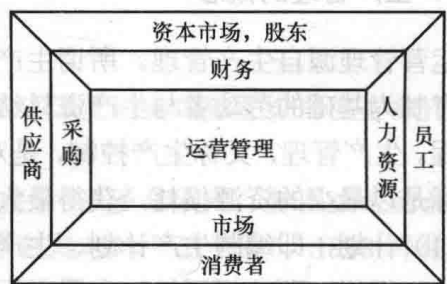 资本市场，股东
财务
供应商
采购
运营管理
人力资源
员工
市场
消费者